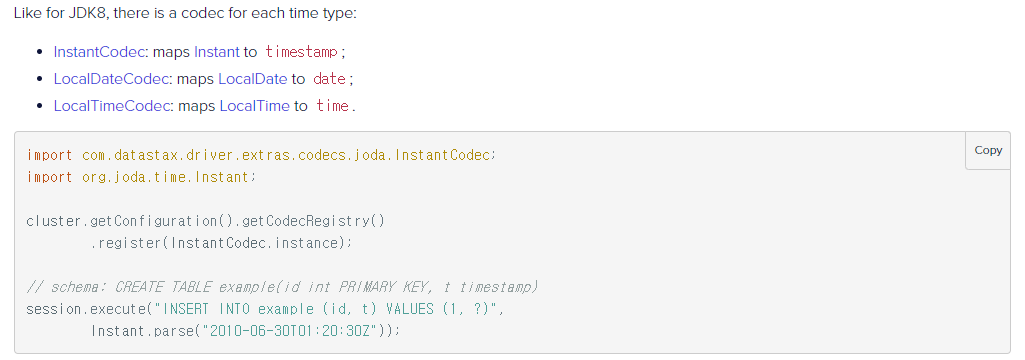 Like for JDK8, there is a codec for each time type:
• InstantCodec: maps Instant to timestamp;
• LocalDateCodec: maps LocalDate to date;
• LocalTimeCodec: maps LocalTime to time.
Copy
import com.datastax.driver.extras.codecs.joda.InstantCodec;
import org.joda.time.Instant;
cluster.getConfiguration().getCodecRegistry()
.register(InstantCodec.instance);
// schema: CREATE TABLE example(id int PRIMARY KEY, t timestamp)
session.execute("INSERT INTO example (id, t) VALUES (1, ?)",
Instant.parse("2010-06-30T01:20:30Z"));